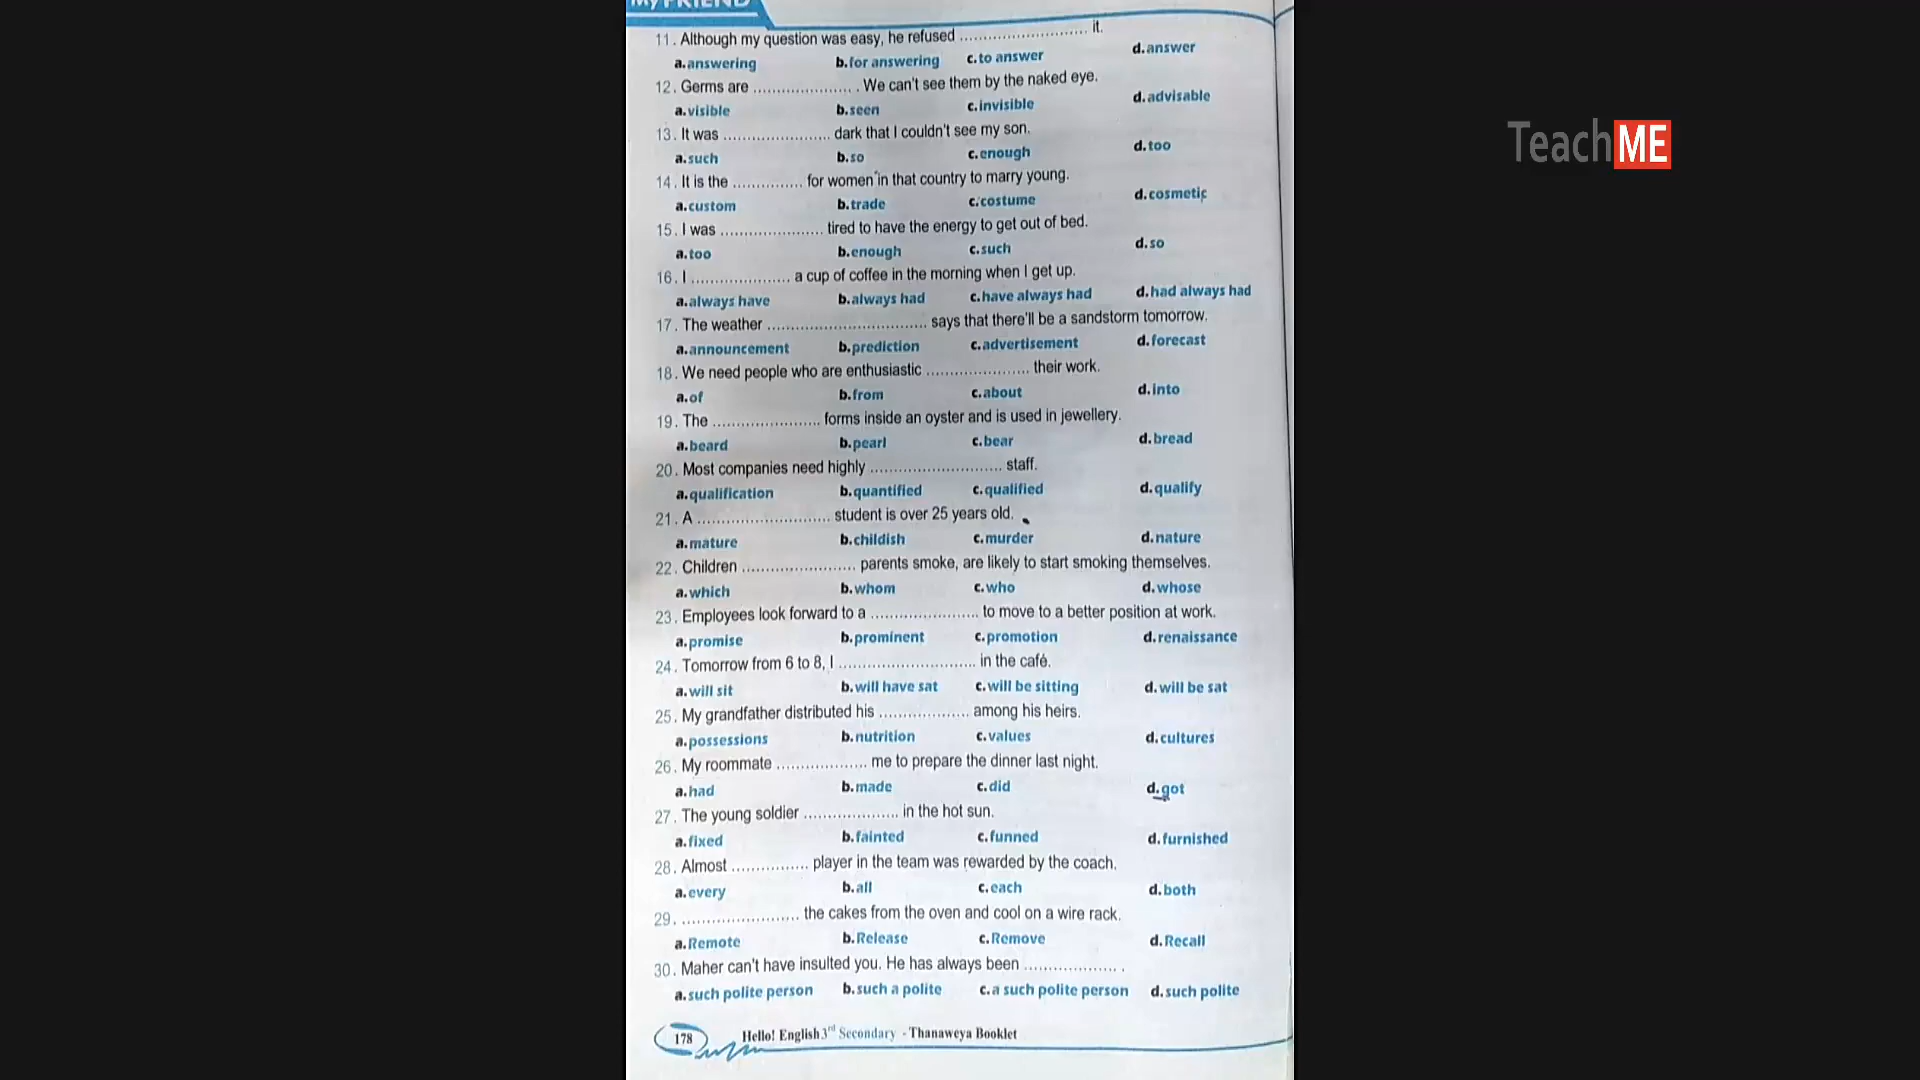 My FRIEND
TeachME
11. Although my question was easy, he refused ............................ it.
a.answering b.for answering c.to answer d.answer
12. Germs are ...................... . We can't see them by the naked eye.
a.visible b.seen c.invisible d.advisable
13. It was ....................... dark that I couldn't see my son.
a.such b.so c.enough d.too
14. It is the ............... for women in that country to marry young.
a.custom b.trade c.costume d.cosmetic
15. I was ...................... tired to have the energy to get out of bed.
a.too b.enough c.such d.so
16. I ..................... a cup of coffee in the morning when I get up.
a.always have b.always had c.have always had d.had always had
17. The weather .................................. says that there'll be a sandstorm tomorrow.
a.announcement b.prediction c.advertisement d.forecast
18. We need people who are enthusiastic ...................... their work.
a.of b.from c.about d.into
19. The ....................... forms inside an oyster and is used in jewellery.
a.beard b.pearl c.bear d.bread
20. Most companies need highly ............................ staff.
a.qualification b.quantified c.qualified d.qualify
21. A ............................ student is over 25 years old.
a.mature b.childish c.murder d.nature
22. Children ........................ parents smoke, are likely to start smoking themselves.
a.which b.whom c.who d.whose
23. Employees look forward to a ....................... to move to a better position at work.
a.promise b.prominent c.promotion d.renaissance
24. Tomorrow from 6 to 8, I ............................. in the café.
a.will sit b.will have sat c.will be sitting d.will be sat
25. My grandfather distributed his ................... among his heirs.
a.possessions b.nutrition c.values d.cultures
26. My roommate ................... me to prepare the dinner last night.
a.had b.made c.did d.got
27. The young soldier .................... in the hot sun.
a.fixed b.fainted c.funned d.furnished
28. Almost ................ player in the team was rewarded by the coach.
a.every b.all c.each d.both
29. ......................... the cakes from the oven and cool on a wire rack.
a.Remote b.Release c.Remove d.Recall
30. Maher can't have insulted you. He has always been .................... .
a.such polite person b.such a polite c.a such polite person d.such polite
178 Hello! English 3rd Secondary - Thanaweya Booklet